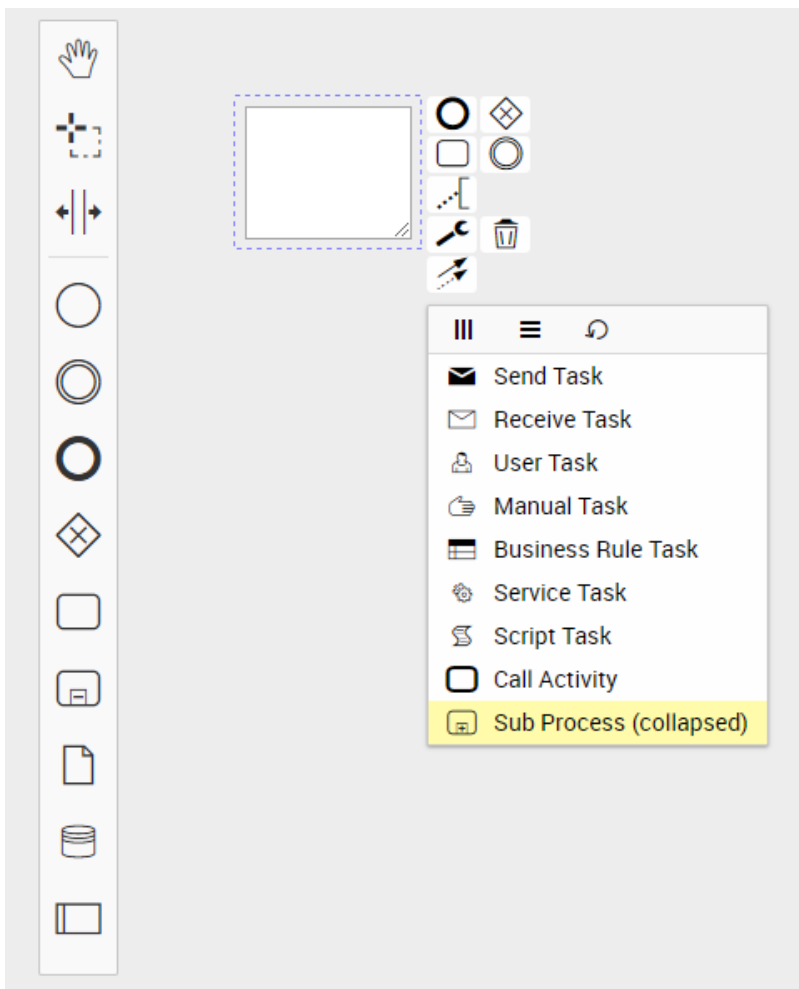 Send Task
Receive Task
User Task
Manual Task
Business Rule Task
Service Task
Script Task
Call Activity
Sub Process (collapsed)